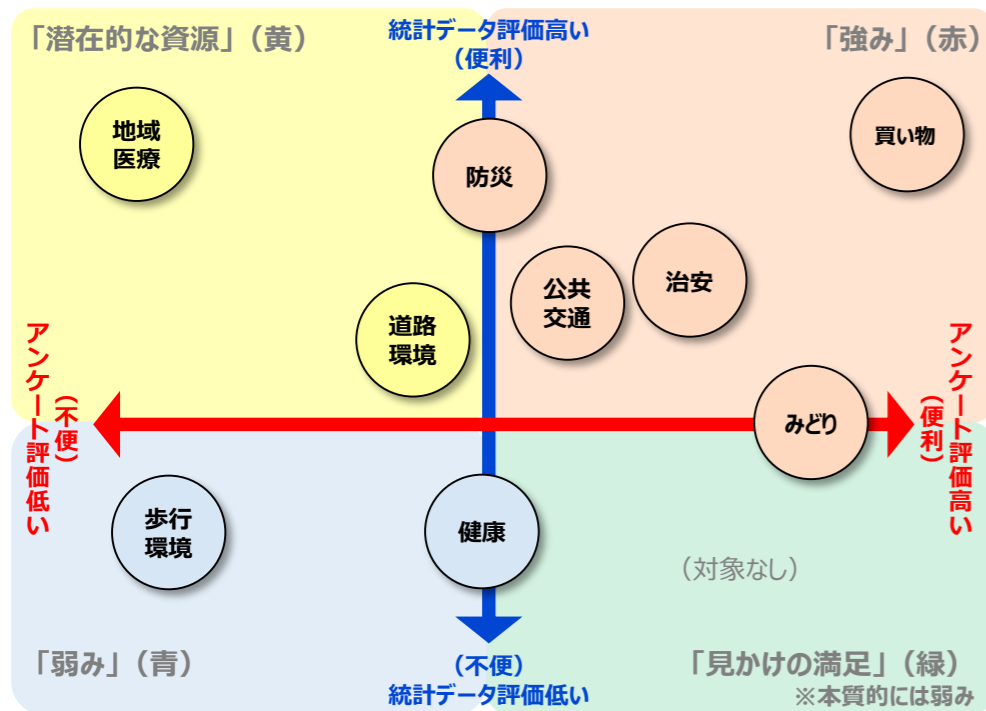 「潜在的な資源」（黄）
統計データ評価高い
（便利）
「強み」（赤）
地域
医療
防災
買い物
公共
交通
治安
道路
環境
アンケート評価低い
（不便）
みどり
アンケート評価高い
（便利）
歩行
環境
健康
（対象なし）
「弱み」（青）
（不便）
統計データ評価低い
「見かけの満足」（緑）
※本質的には弱み